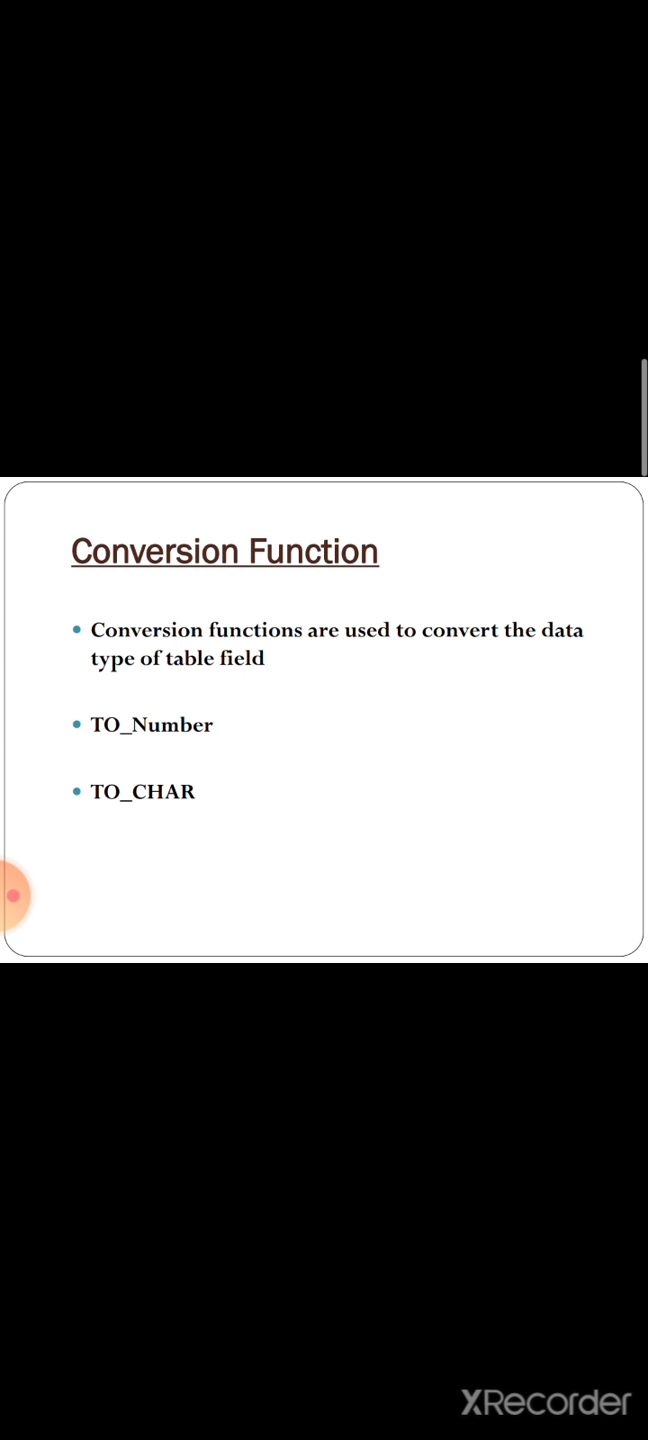 Conversion Function
• Conversion functions are used to convert the data
type of table field
• TO_Number
• TO_CHAR
XRecorder